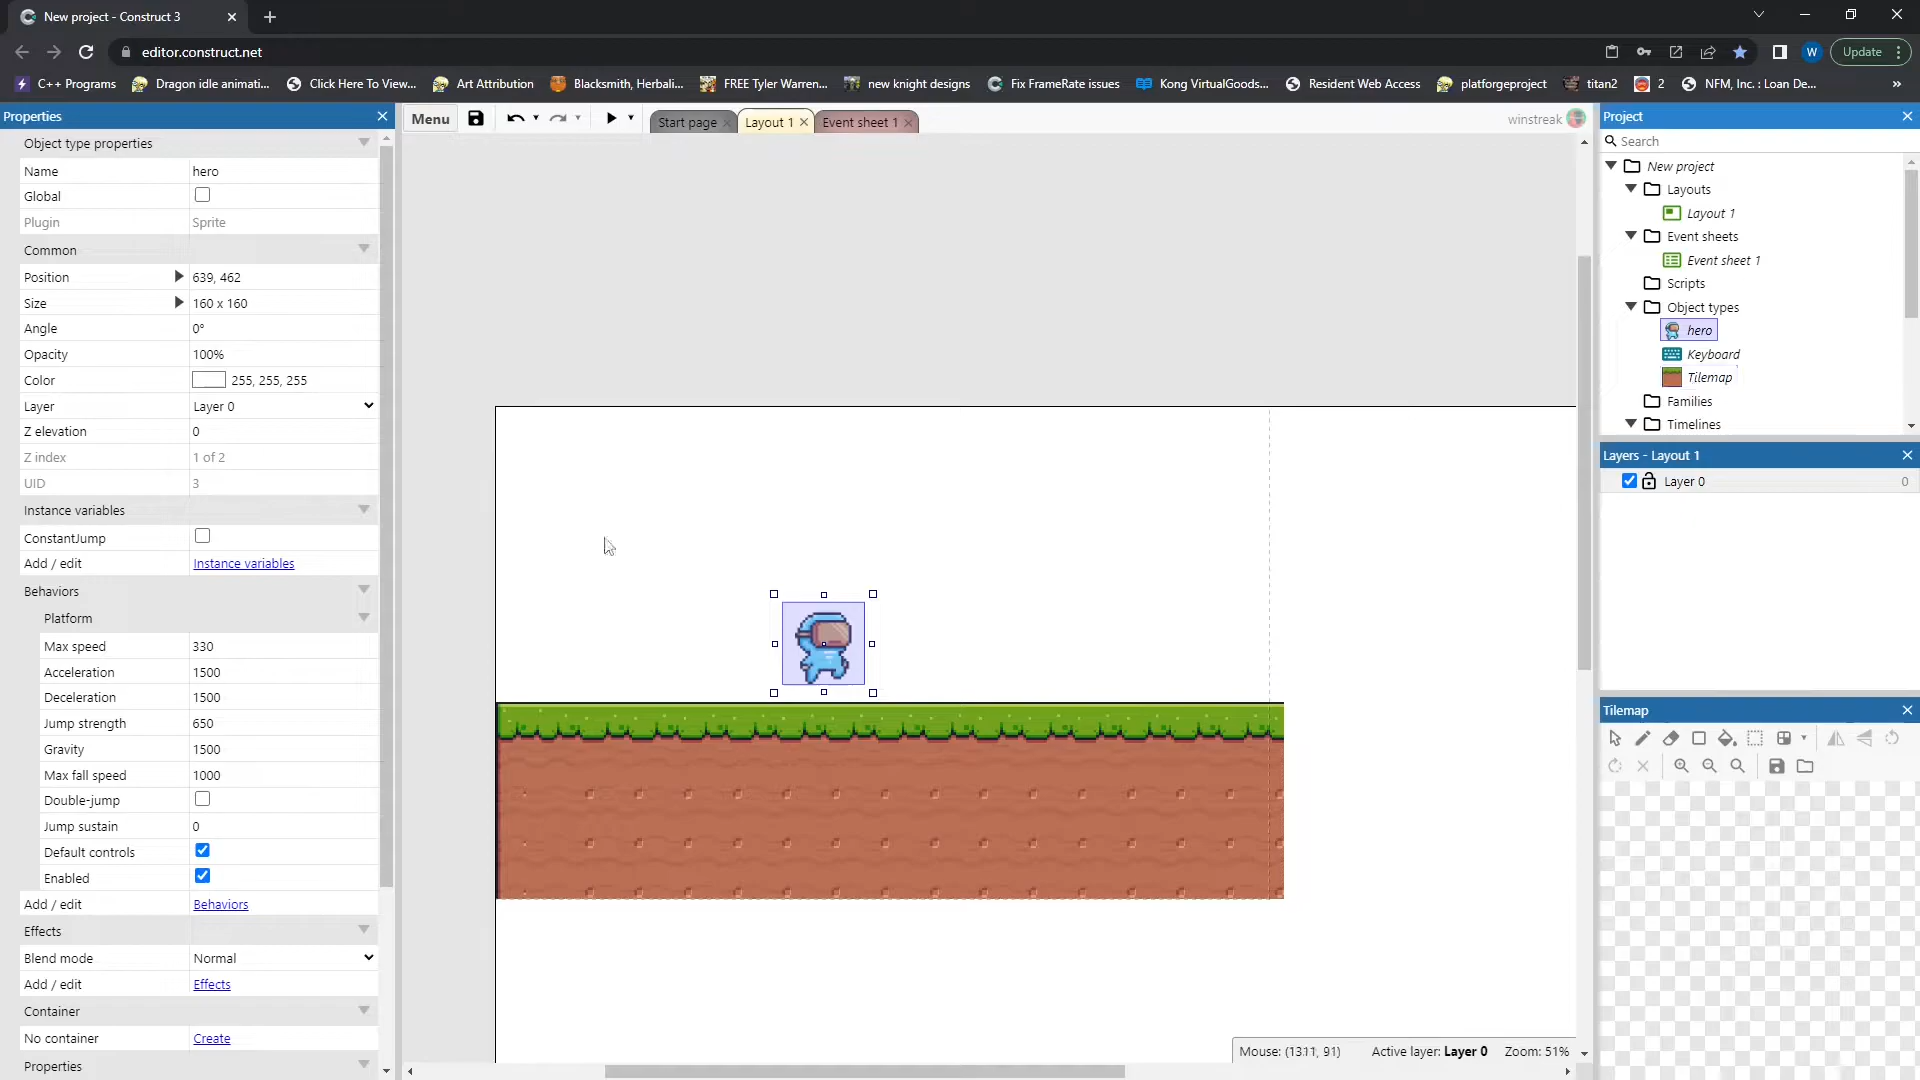 New project - Construct 3
editor.construct.net
Update
C++ Programs
Dragon idle animati...
Click Here To View...
Art Attribution
Blacksmith, Herbali...
FREE Tyler Warren...
new knight designs
Fix FrameRate issues
Kong VirtualGoods...
Resident Web Access
platforgeproject
titan2
2
NFM, Inc. : Loan De...
»
Properties
Menu
Start page
Layout 1
Event sheet 1
winstreak
Project
Object type properties
Name hero
Global
Plugin Sprite
Common
Position 639, 462
Size 160 x 160
Angle 0°
Opacity 100%
Color 255, 255, 255
Layer Layer 0
Z elevation 0
Z index 1 of 2
UID 3
Instance variables
ConstantJump
Add / edit Instance variables
Behaviors
Platform
Max speed 330
Acceleration 1500
Deceleration 1500
Jump strength 650
Gravity 1500
Max fall speed 1000
Double-jump
Jump sustain 0
Default controls
Enabled
Add / edit Behaviors
Effects
Blend mode Normal
Add / edit Effects
Container
No container Create
Properties
Mouse: (1311, 91) Active layer: Layer 0 Zoom: 51%
Search
New project
Layouts
Layout 1
Event sheets
Event sheet 1
Scripts
Object types
hero
Keyboard
Tilemap
Families
Timelines
Layers - Layout 1
Layer 0 0
Tilemap